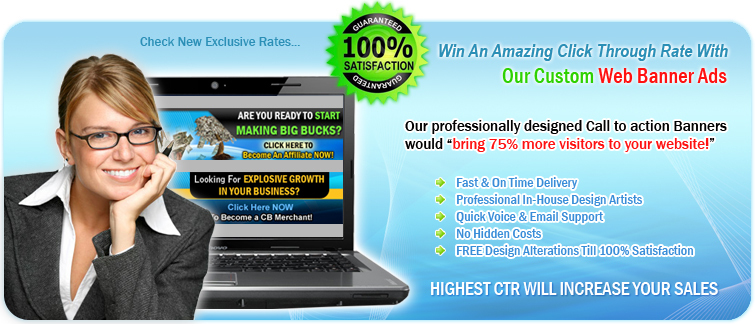 Check New Exclusive Rates...
GUARANTEED
100%
SATISFACTION
GUARANTEED
Win An Amazing Click Through Rate With
Our Custom Web Banner Ads
ARE YOU READY TO START
MAKING BIG BUCKS?
CLICK HERE TO
Become An Affiliate NOW!
Looking For EXPLOSIVE GROWTH
IN YOUR BUSINESS?
Click Here NOW
To Become a CB Merchant!
lenovo
Our professionally designed Call to action Banners
would “bring 75% more visitors to your website!”
Fast & On Time Delivery
Professional In-House Design Artists
Quick Voice & Email Support
No Hidden Costs
FREE Design Alterations Till 100% Satisfaction
HIGHEST CTR WILL INCREASE YOUR SALES